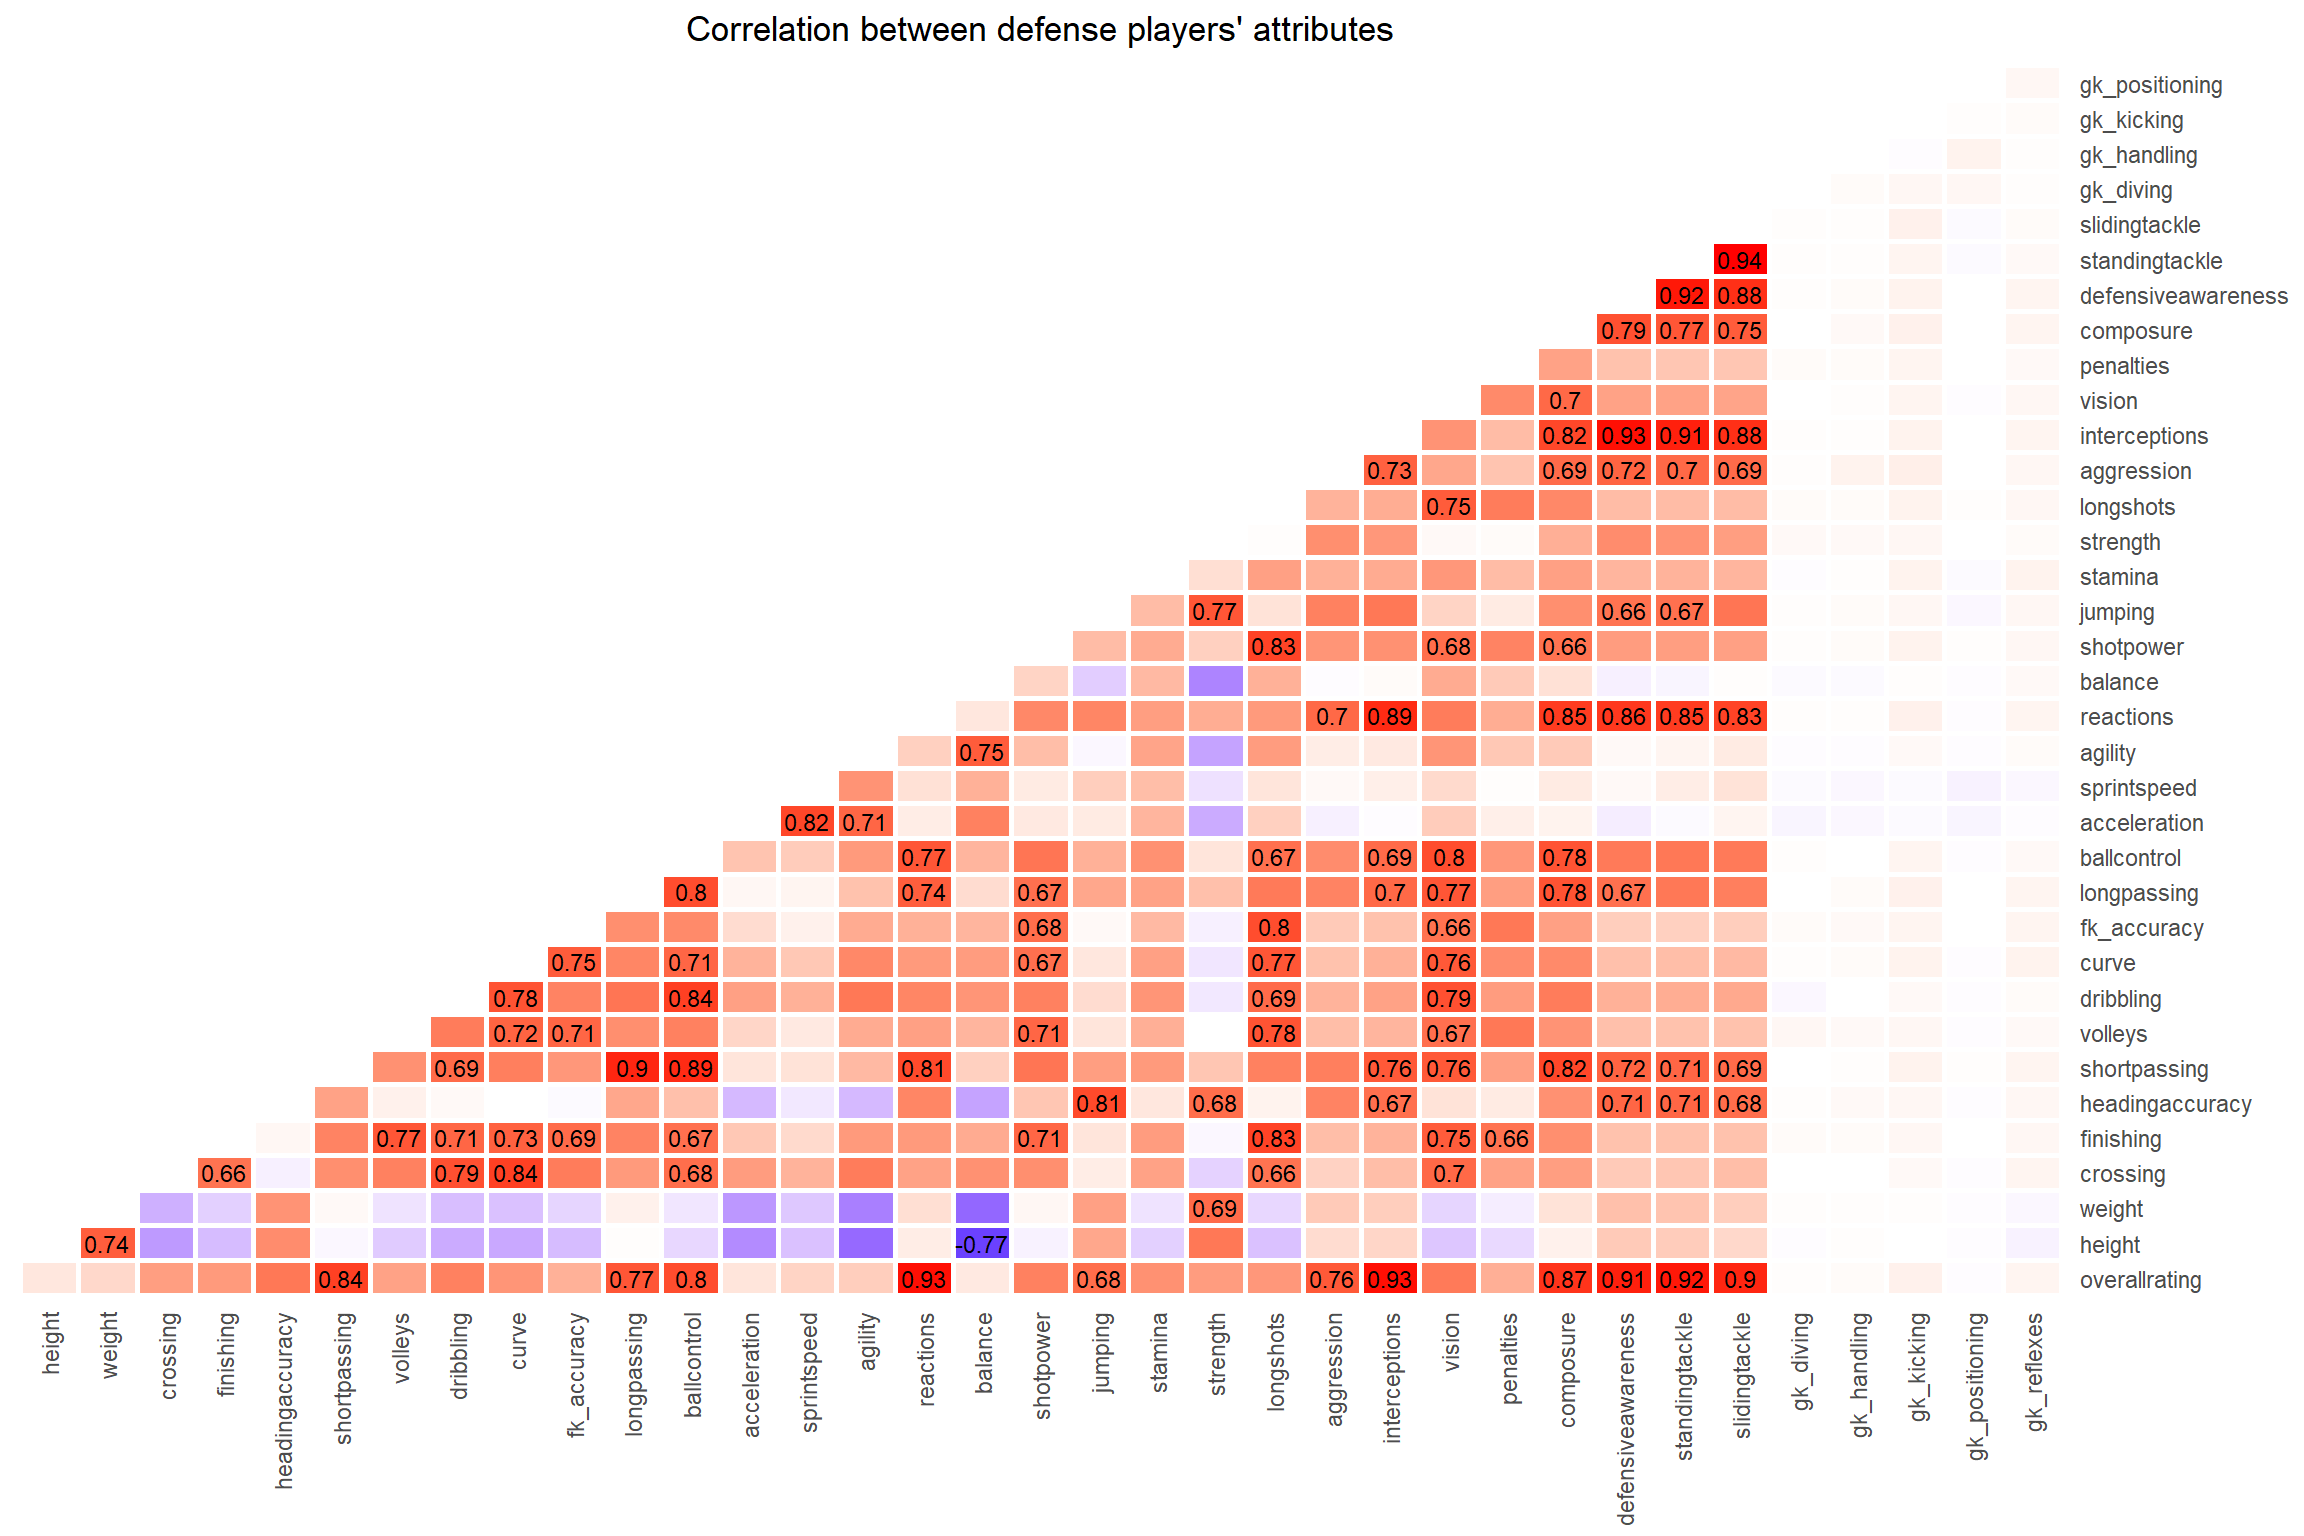 Correlation between defense players' attributes
gk_positioning
gk_kicking
gk_handling
gk_diving
slidingtackle
0.94 standingtackle
0.92 0.88 defensiveawareness
0.79 0.77 0.75 composure
penalties
0.7 vision
0.82 0.93 0.91 0.88 interceptions
0.73 0.69 0.72 0.7 0.69 aggression
0.75 longshots
strength
stamina
0.77 0.66 0.67 jumping
0.83 0.68 0.66 shotpower
balance
0.7 0.89 0.85 0.86 0.85 0.83 reactions
0.75 agility
sprintspeed
0.82 0.71 acceleration
0.77 0.67 0.69 0.8 0.78 ballcontrol
0.8 0.74 0.67 0.7 0.77 0.78 0.67 longpassing
0.68 0.8 0.66 fk_accuracy
0.75 0.71 0.67 0.77 0.76 curve
0.78 0.84 0.69 0.79 dribbling
0.72 0.71 0.71 0.78 0.67 volleys
0.69 0.9 0.89 0.81 0.76 0.76 0.82 0.72 0.71 0.69 shortpassing
0.81 0.68 0.67 0.71 0.71 0.68 headingaccuracy
0.77 0.71 0.73 0.69 0.67 0.71 0.83 0.75 0.66 finishing
0.66 0.79 0.84 0.68 0.66 0.7 crossing
0.69 weight
0.74 -0.77 height
0.84 0.77 0.8 0.93 0.68 0.76 0.93 0.87 0.91 0.92 0.9 overallrating
height
weight
crossing
finishing
headingaccuracy
shortpassing
volleys
dribbling
curve
fk_accuracy
longpassing
ballcontrol
acceleration
sprintspeed
agility
reactions
balance
shotpower
jumping
stamina
strength
longshots
aggression
interceptions
vision
penalties
composure
defensiveawareness
standingtackle
slidingtackle
gk_diving
gk_handling
gk_kicking
gk_positioning
gk_reflexes